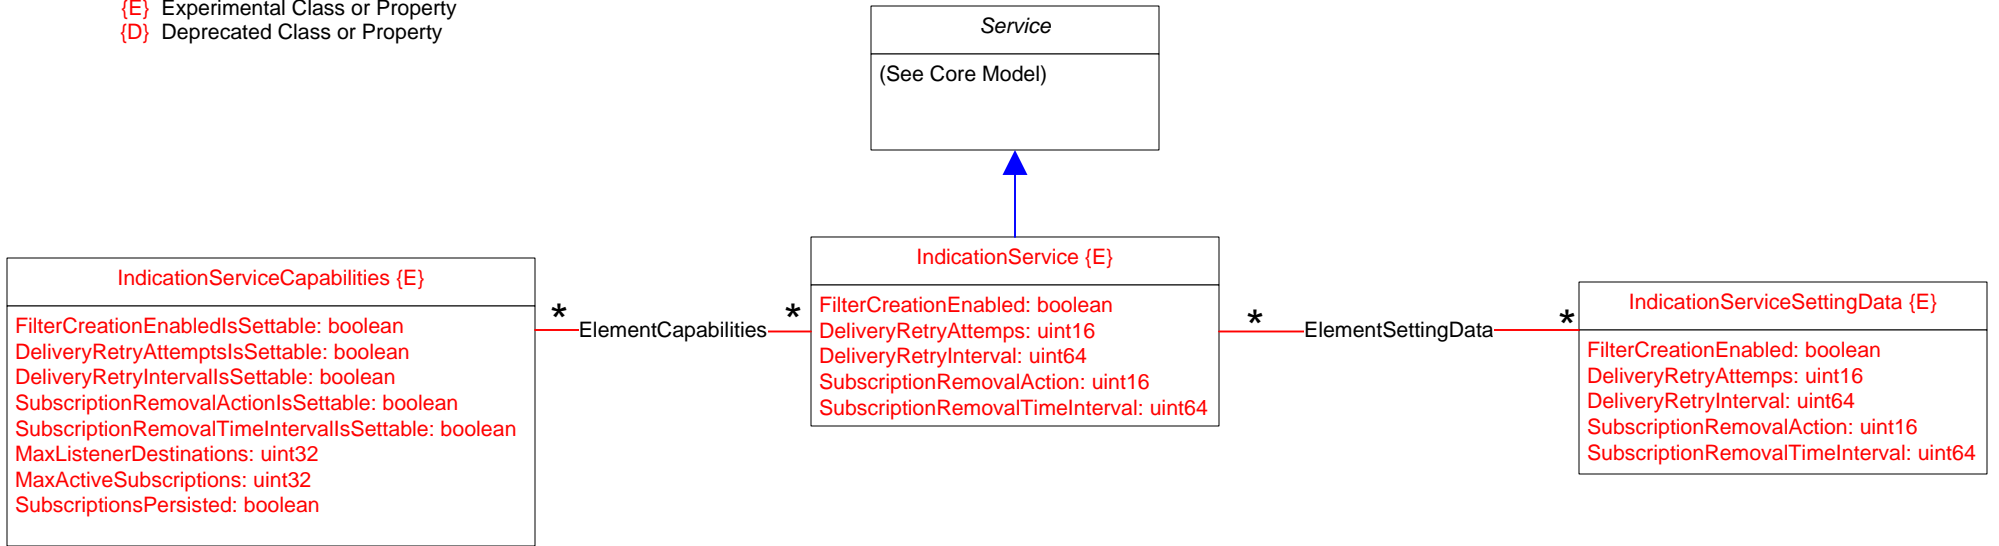 {E} Experimental Class or Property
{D} Deprecated Class or Property
Service
(See Core Model)
IndicationServiceCapabilities {E}
FilterCreationEnabledIsSettable: boolean
DeliveryRetryAttemptsIsSettable: boolean
DeliveryRetryIntervalIsSettable: boolean
SubscriptionRemovalActionIsSettable: boolean
SubscriptionRemovalTimeIntervalIsSettable: boolean
MaxListenerDestinations: uint32
MaxActiveSubscriptions: uint32
SubscriptionsPersisted: boolean
* ElementCapabilities *
IndicationService {E}
FilterCreationEnabled: boolean
DeliveryRetryAttemps: uint16
DeliveryRetryInterval: uint64
SubscriptionRemovalAction: uint16
SubscriptionRemovalTimeInterval: uint64
* ElementSettingData *
IndicationServiceSettingData {E}
FilterCreationEnabled: boolean
DeliveryRetryAttemps: uint16
DeliveryRetryInterval: uint64
SubscriptionRemovalAction: uint16
SubscriptionRemovalTimeInterval: uint64